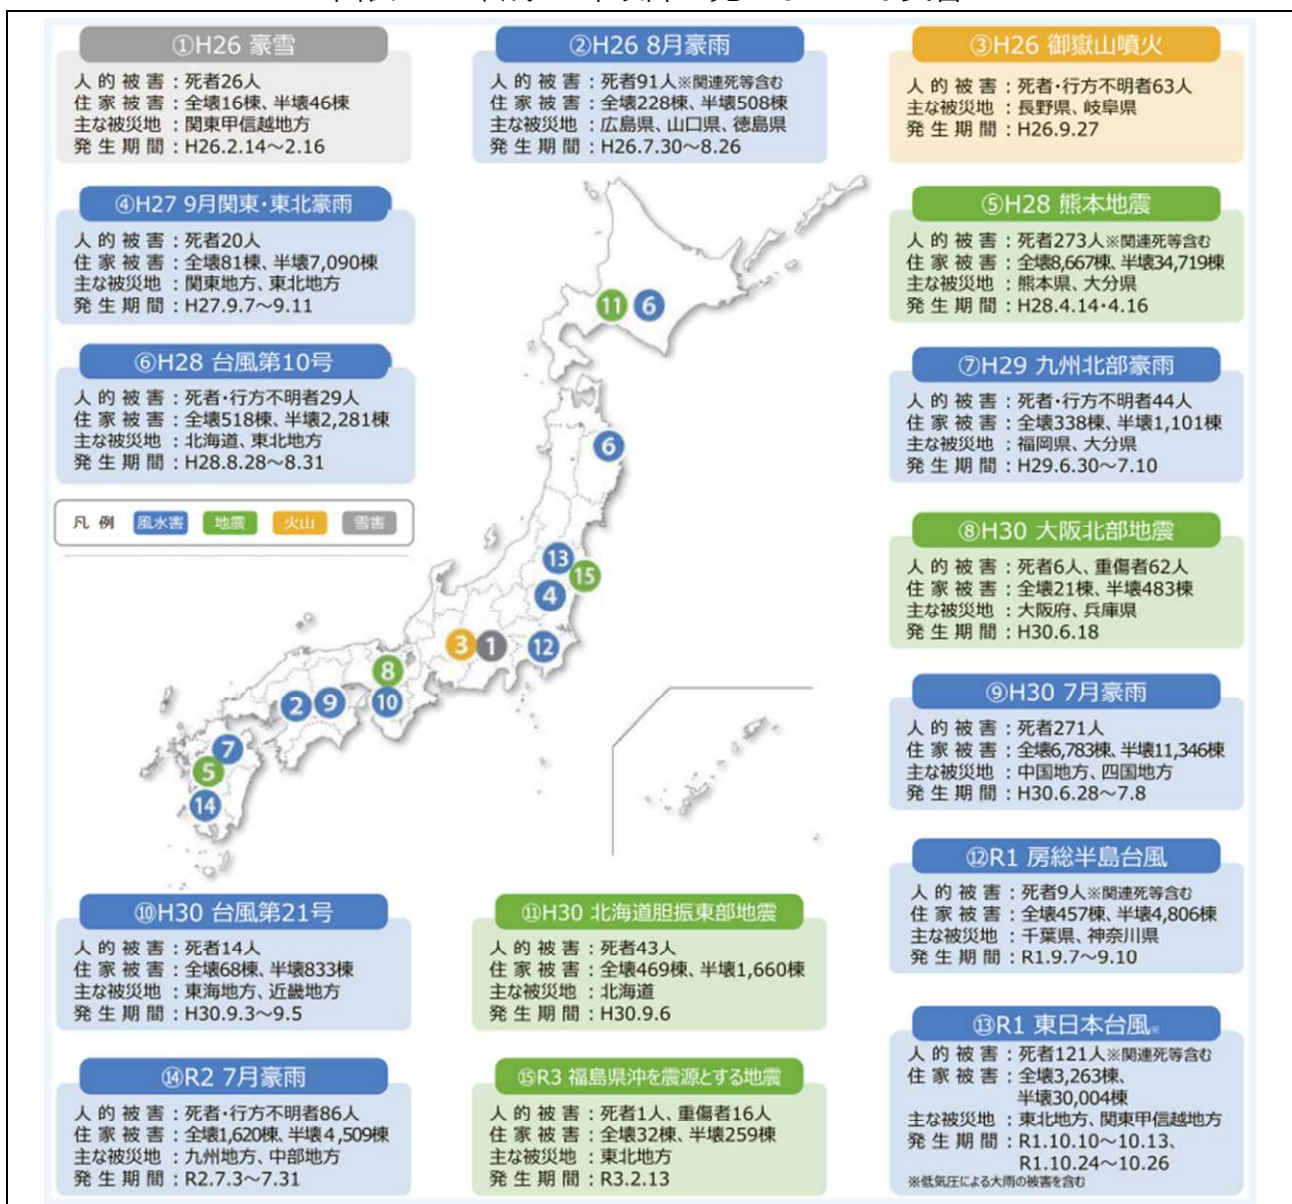 ①H26 豪雪
人的被害:死者26人
住家被害:全壊16棟、半壊46棟
主な被災地:関東甲信越地方
発生期間:H26.2.14~2.16
②H26 8月豪雨
人的被害:死者91人※関連死等含む
住家被害:全壊228棟、半壊508棟
主な被災地:広島県、山口県、徳島県
発生期間:H26.7.30~8.26
③H26 御嶽山噴火
人的被害:死者・行方不明者63人
主な被災地:長野県、岐阜県
発生期間:H26.9.27
④H27 9月関東・東北豪雨
人的被害:死者20人
住家被害:全壊81棟、半壊7,090棟
主な被災地:関東地方、東北地方
発生期間:H27.9.7~9.11
⑤H28 熊本地震
人的被害:死者273人※関連死等含む
住家被害:全壊8,667棟、半壊34,719棟
主な被災地:熊本県、大分県
発生期間:H28.4.14・4.16
⑥H28 台風第10号
人的被害:死者・行方不明者29人
住家被害:全壊518棟、半壊2,281棟
主な被災地:北海道、東北地方
発生期間:H28.8.28~8.31
⑦H29 九州北部豪雨
人的被害:死者・行方不明者44人
住家被害:全壊338棟、半壊1,101棟
主な被災地:福岡県、大分県
発生期間:H29.6.30~7.10
凡例 風水害 地震 火山 雪害
⑧H30 大阪北部地震
人的被害:死者6人、重傷者62人
住家被害:全壊21棟、半壊483棟
主な被災地:大阪府、兵庫県
発生期間:H30.6.18
11 6
6
13
15
4
3 1 12
8
2 9 10
7
5
14
⑨H30 7月豪雨
人的被害:死者271人
住家被害:全壊6,783棟、半壊11,346棟
主な被災地:中国地方、四国地方
発生期間:H30.6.28~7.8
⑩H30 台風第21号
人的被害:死者14人
住家被害:全壊68棟、半壊833棟
主な被災地:東海地方、近畿地方
発生期間:H30.9.3~9.5
⑪H30 北海道胆振東部地震
人的被害:死者43人
住家被害:全壊469棟、半壊1,660棟
主な被災地:北海道
発生期間:H30.9.6
⑫R1 房総半島台風
人的被害:死者9人※関連死等含む
住家被害:全壊457棟、半壊4,806棟
主な被災地:千葉県、神奈川県
発生期間:R1.9.7~9.10
⑬R1 東日本台風※
人的被害:死者121人※関連死等含む
住家被害:全壊3,263棟、
半壊30,004棟
主な被災地:東北地方、関東甲信越地方
発生期間:R1.10.10~10.13、
R1.10.24~10.26
※低気圧による大雨の被害を含む
⑭R2 7月豪雨
人的被害:死者・行方不明者86人
住家被害:全壊1,620棟、半壊4,509棟
主な被災地:九州地方、中部地方
発生期間:R2.7.3~7.31
⑮R3 福島県沖を震源とする地震
人的被害:死者1人、重傷者16人
住家被害:全壊32棟、半壊259棟
主な被災地:東北地方
発生期間:R3.2.13